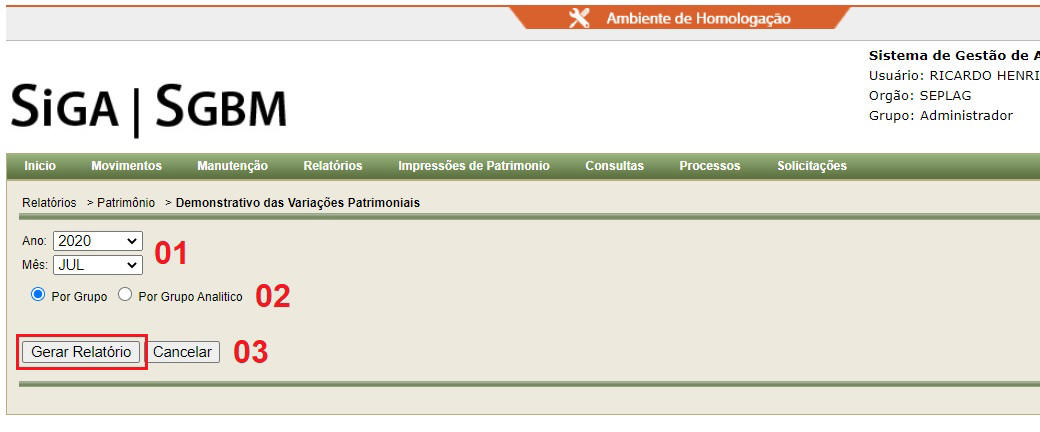 Ambiente de Homologação
Sistema de Gestão de
Usuário: RICARDO HENRI
Orgão: SEPLAG
Grupo: Administrador
SIGA | SGBM
Inicio Movimentos Manutenção Relatórios Impressões de Patrimonio Consultas Processos Solicitações
Relatórios > Patrimônio > Demonstrativo das Variações Patrimoniais
Ano: 2020
01
Mês: JUL
Por Grupo Por Grupo Analitico 02
Gerar Relatório Cancelar 03